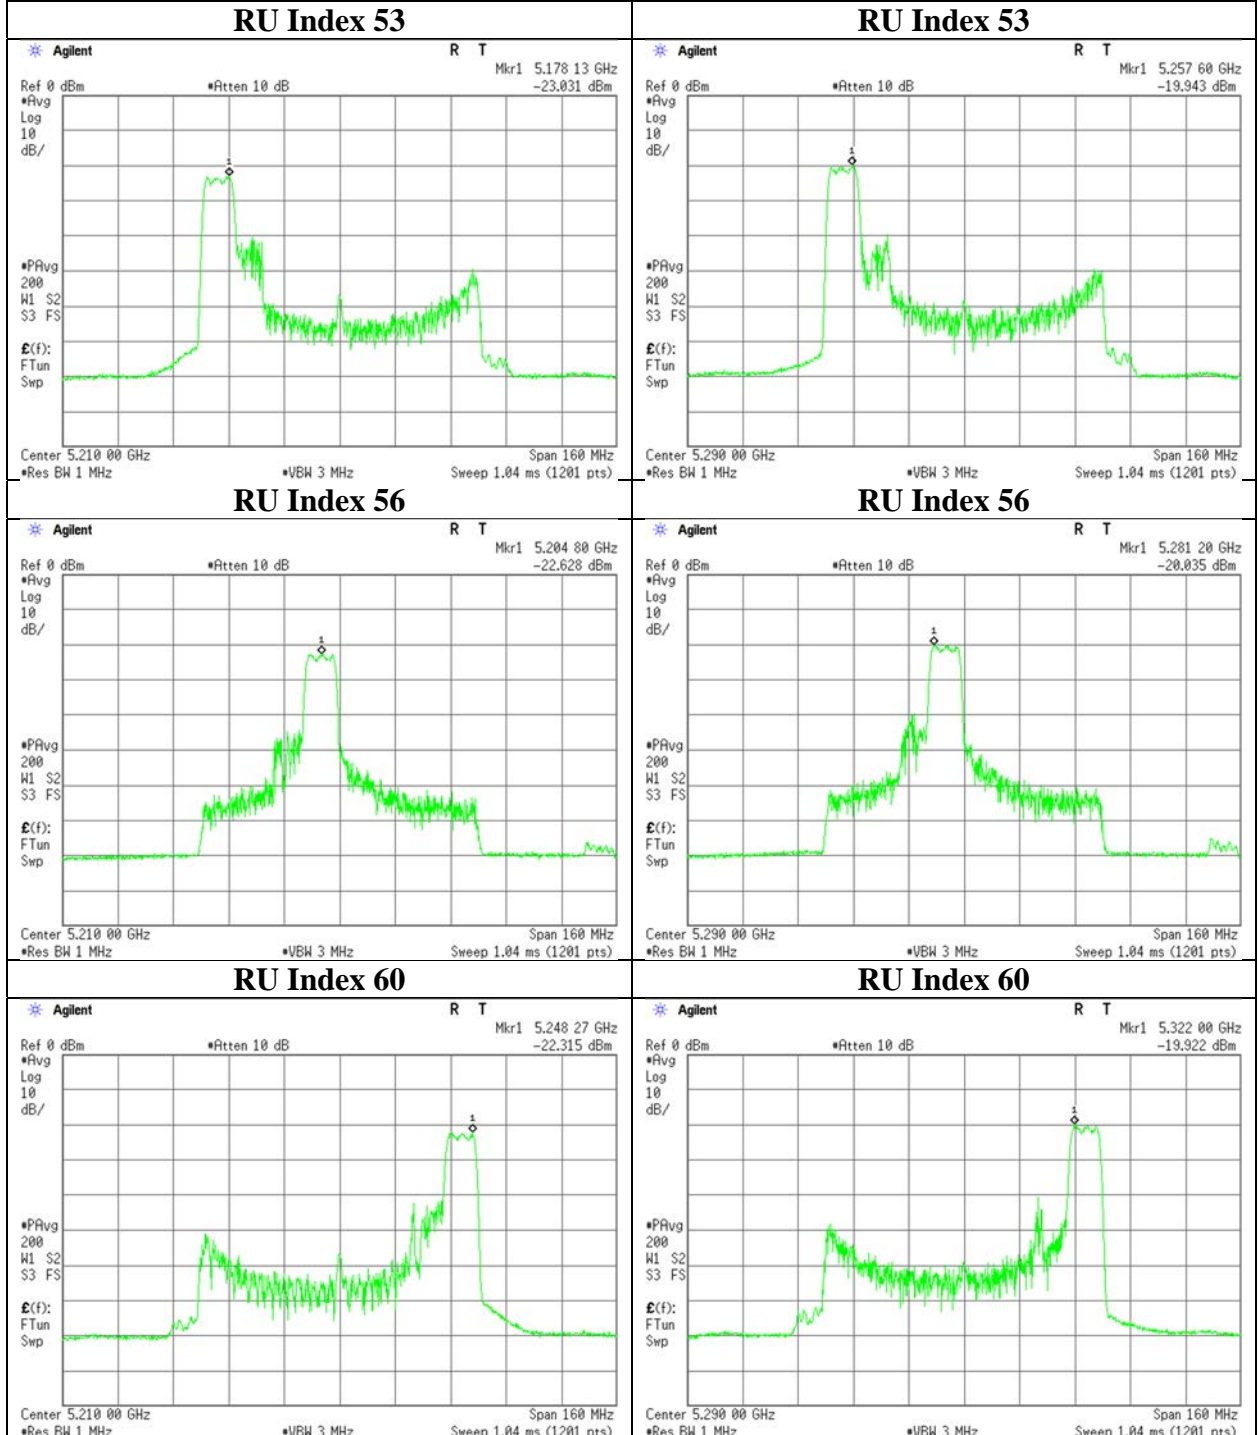 RU Index 53
Agilent R T
Mkr1 5.178 13 GHz
Ref 0 dBm *Atten 10 dB -23.031 dBm
*Avg
Log
10
dB/
1
*PAvg
200
W1 S2
S3 FS
£(f):
FTun
Swp
Center 5.210 00 GHz Span 160 MHz
*Res BW 1 MHz *VBW 3 MHz Sweep 1.04 ms (1201 pts)
RU Index 53
Agilent R T
Mkr1 5.257 60 GHz
Ref 0 dBm *Atten 10 dB -19.943 dBm
*Avg
Log
10
dB/
1
*PAvg
200
W1 S2
S3 FS
£(f):
FTun
Swp
Center 5.290 00 GHz Span 160 MHz
*Res BW 1 MHz *VBW 3 MHz Sweep 1.04 ms (1201 pts)
RU Index 56
Agilent R T
Mkr1 5.204 80 GHz
Ref 0 dBm *Atten 10 dB -22.628 dBm
*Avg
Log
10
dB/
1
*PAvg
200
W1 S2
S3 FS
£(f):
FTun
Swp
Center 5.210 00 GHz Span 160 MHz
*Res BW 1 MHz *VBW 3 MHz Sweep 1.04 ms (1201 pts)
RU Index 56
Agilent R T
Mkr1 5.281 20 GHz
Ref 0 dBm *Atten 10 dB -20.035 dBm
*Avg
Log
10
dB/
1
*PAvg
200
W1 S2
S3 FS
£(f):
FTun
Swp
Center 5.290 00 GHz Span 160 MHz
*Res BW 1 MHz *VBW 3 MHz Sweep 1.04 ms (1201 pts)
RU Index 60
Agilent R T
Mkr1 5.248 27 GHz
Ref 0 dBm *Atten 10 dB -22.315 dBm
*Avg
Log
10
dB/
1
*PAvg
200
W1 S2
S3 FS
£(f):
FTun
Swp
Center 5.210 00 GHz Span 160 MHz
*Res BW 1 MHz *VBW 3 MHz Sweep 1.04 ms (1201 pts)
RU Index 60
Agilent R T
Mkr1 5.322 00 GHz
Ref 0 dBm *Atten 10 dB -19.922 dBm
*Avg
Log
10
dB/
1
*PAvg
200
W1 S2
S3 FS
£(f):
FTun
Swp
Center 5.290 00 GHz Span 160 MHz
*Res BW 1 MHz *VBW 3 MHz Sweep 1.04 ms (1201 pts)